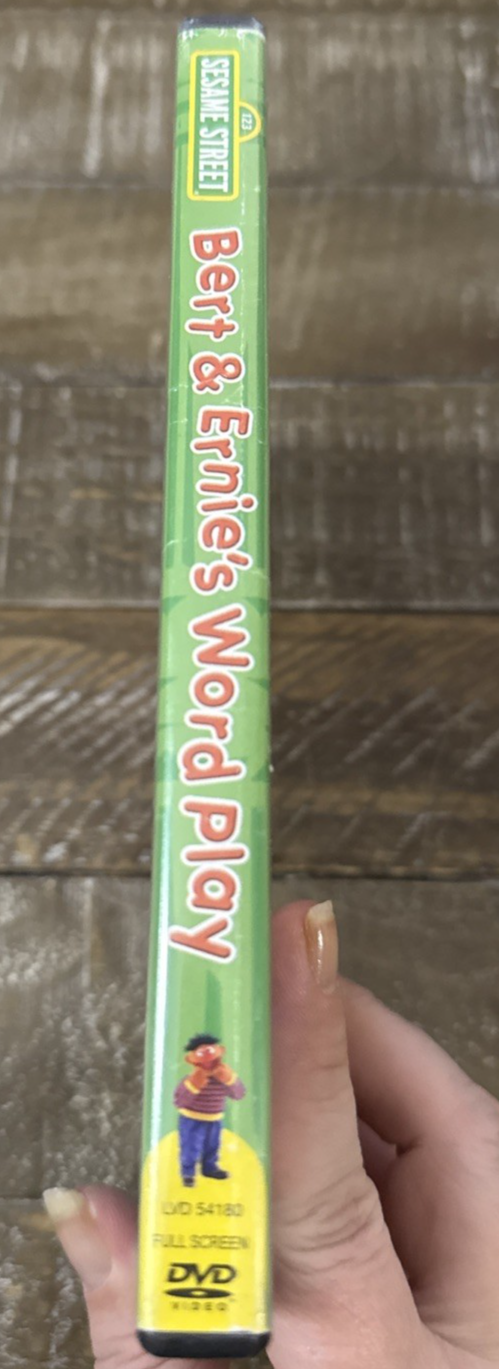 123
SESAME STREET
Bert & Ernie's Word Play
LVD 54180
FULL SCREEN
DVD
VIDEO